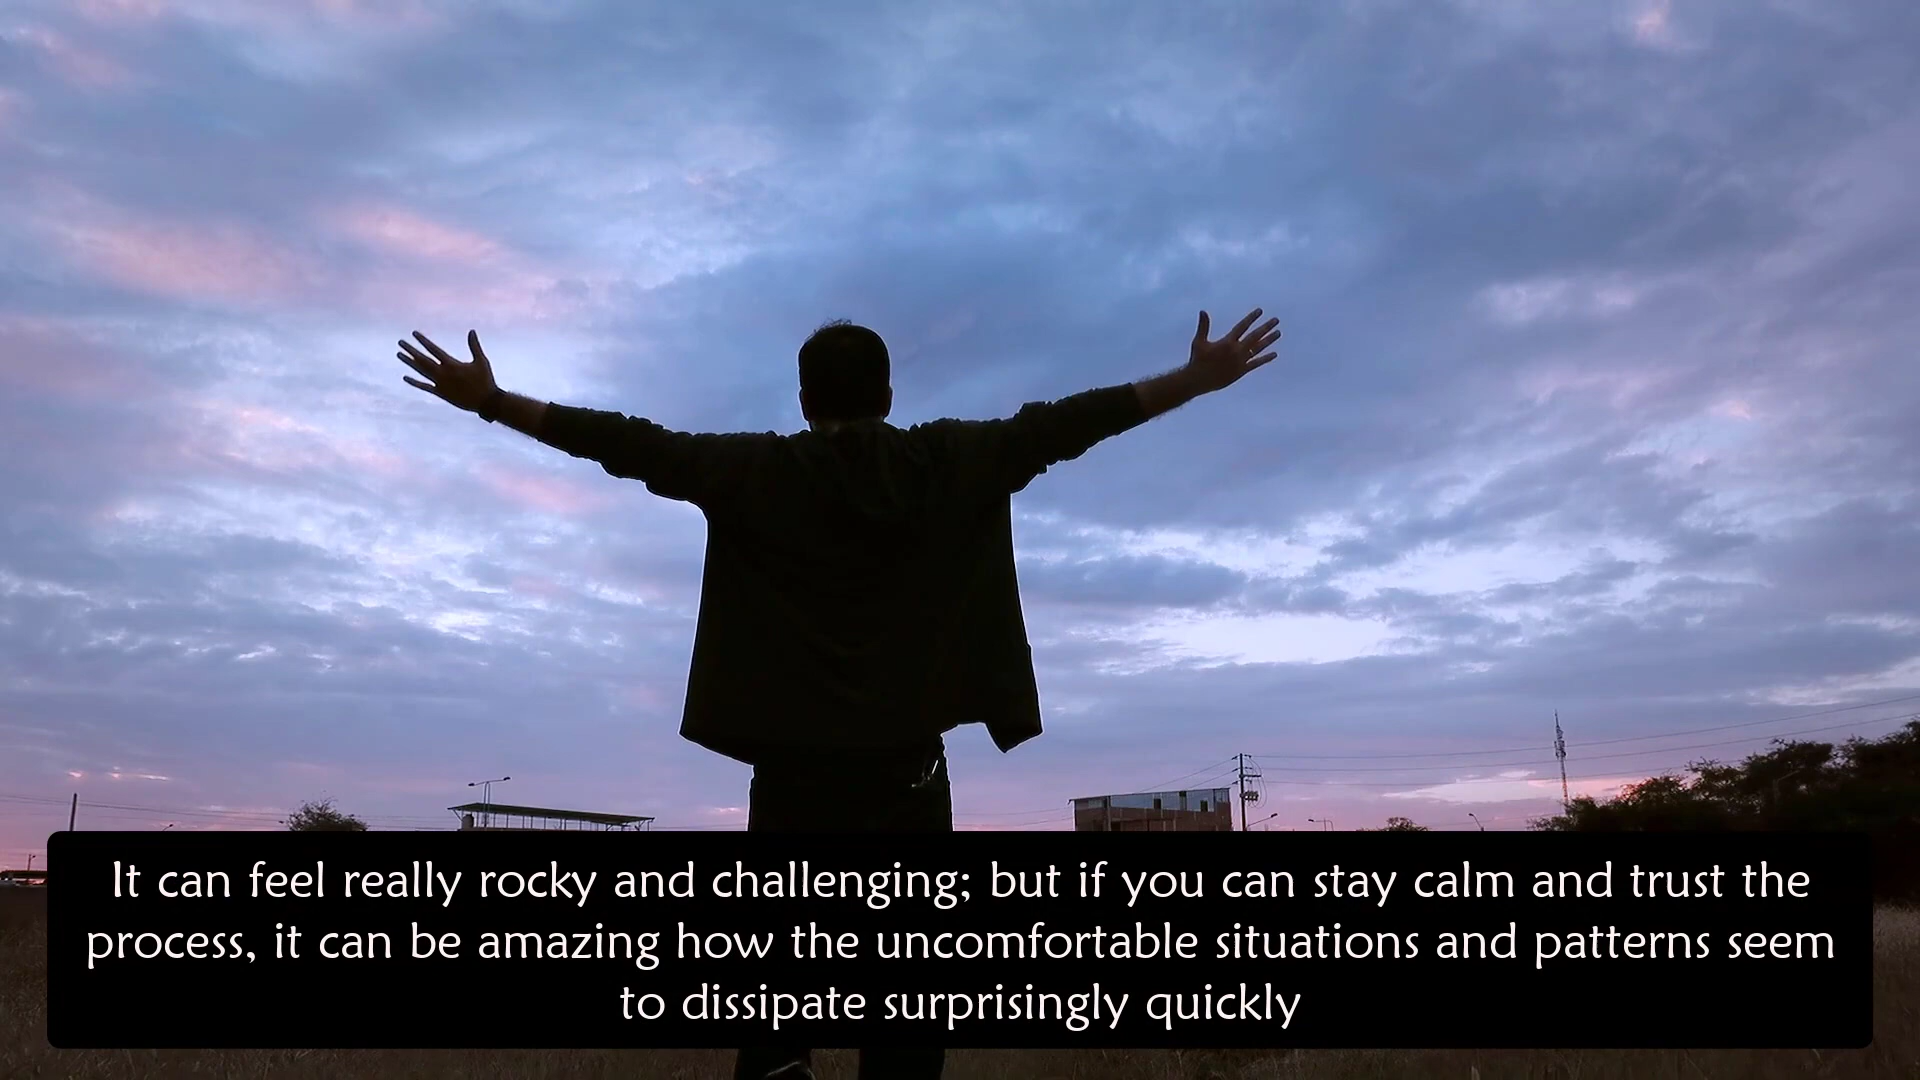 It can feel really rocky and challenging; but if you can stay calm and trust the
process, it can be amazing how the uncomfortable situations and patterns seem
to dissipate surprisingly quickly